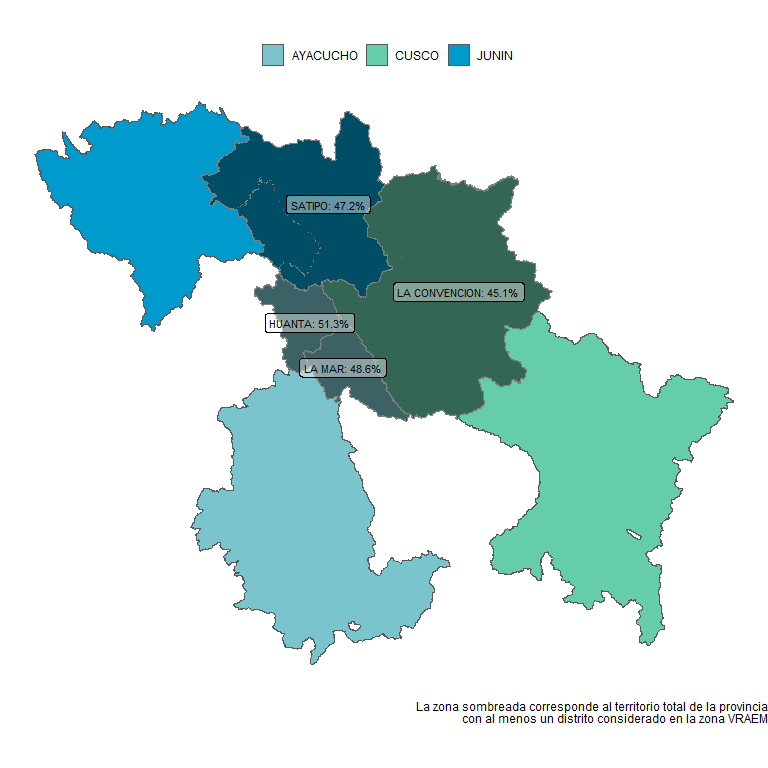 AYACUCHO CUSCO JUNIN
SATIPO: 47.2%
LA CONVENCION: 45.1%
HUANTA: 51.3%
LA MAR: 48.6%
La zona sombreada corresponde al territorio total de la provincia
con al menos un distrito considerado en la zona VRAEM